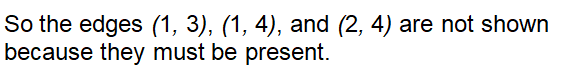 So the edges (1, 3), (1, 4), and (2, 4) are not shown
because they must be present.